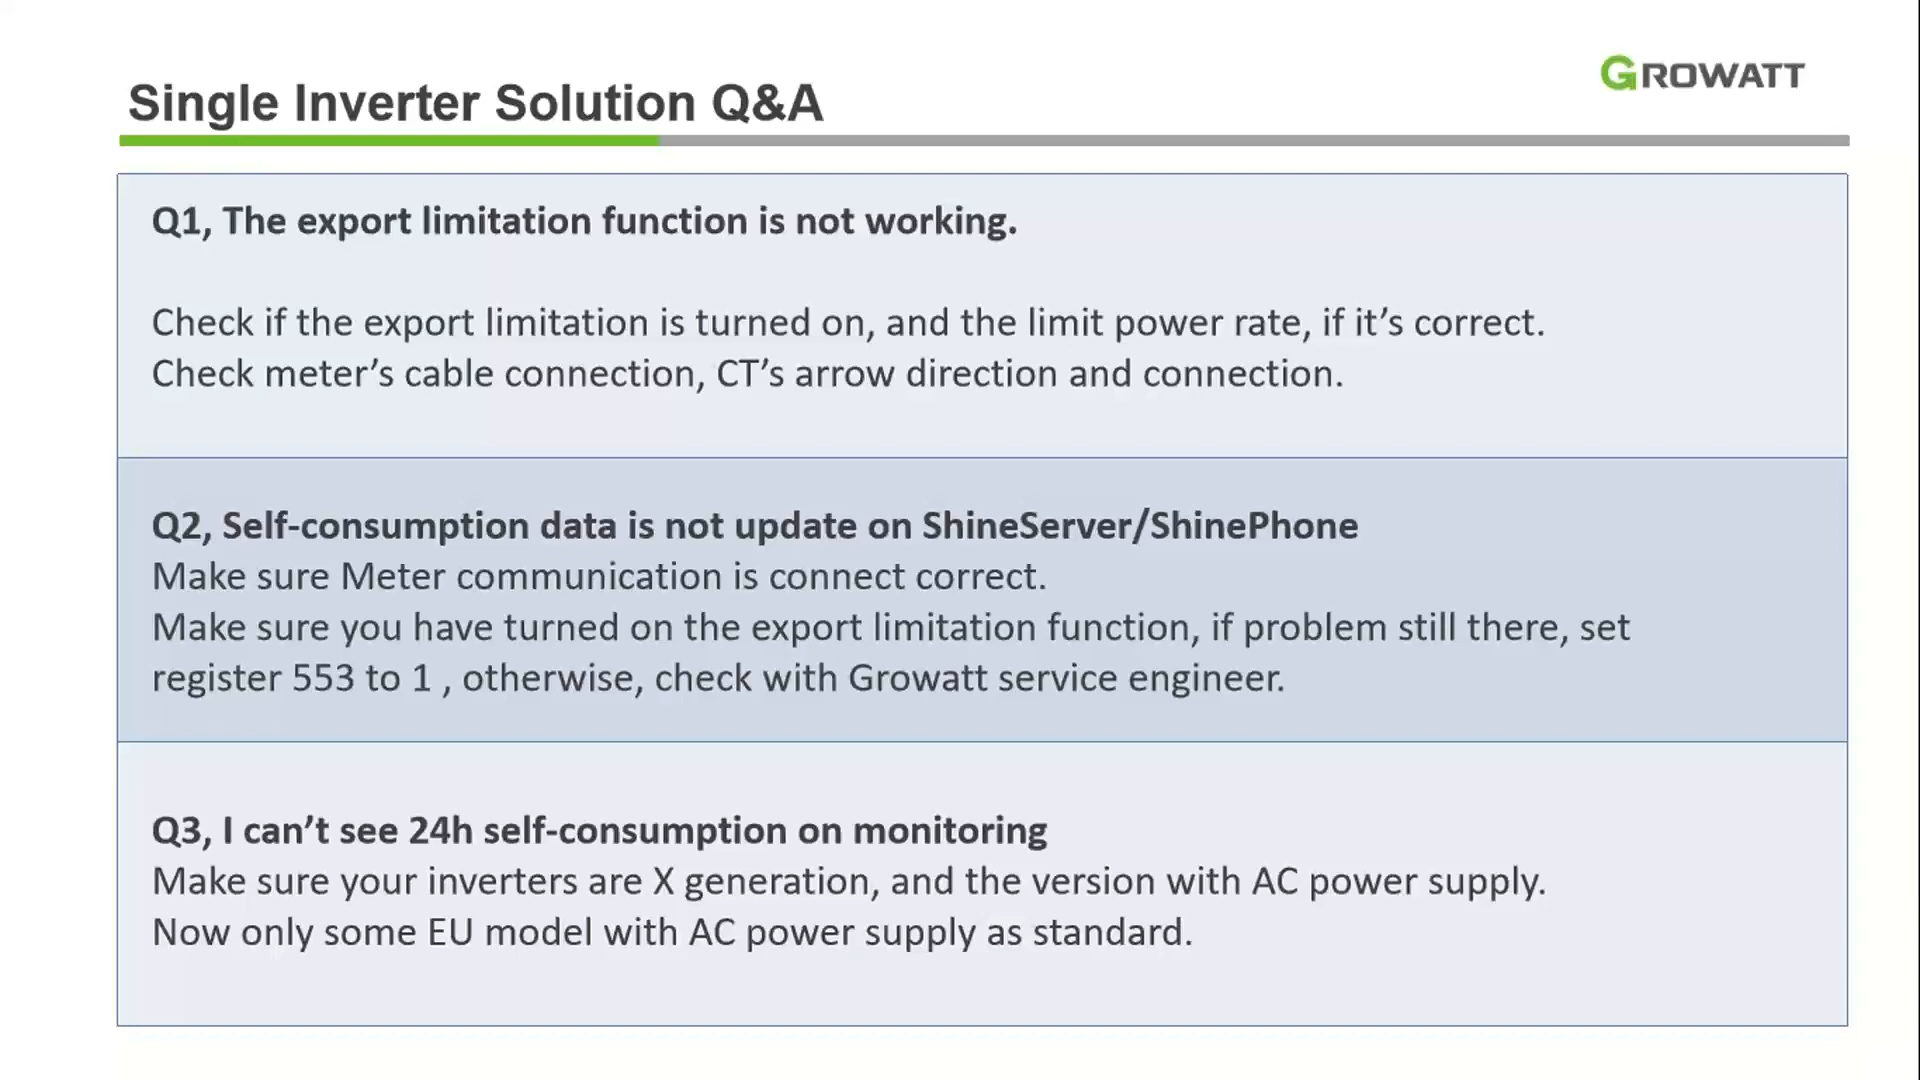 GROWATT
Single Inverter Solution Q&A
Q1, The export limitation function is not working.
Check if the export limitation is turned on, and the limit power rate, if it’s correct.
Check meter’s cable connection, CT’s arrow direction and connection.
Q2, Self-consumption data is not update on ShineServer/ShinePhone
Make sure Meter communication is connect correct.
Make sure you have turned on the export limitation function, if problem still there, set
register 553 to 1 , otherwise, check with Growatt service engineer.
Q3, I can’t see 24h self-consumption on monitoring
Make sure your inverters are X generation, and the version with AC power supply.
Now only some EU model with AC power supply as standard.